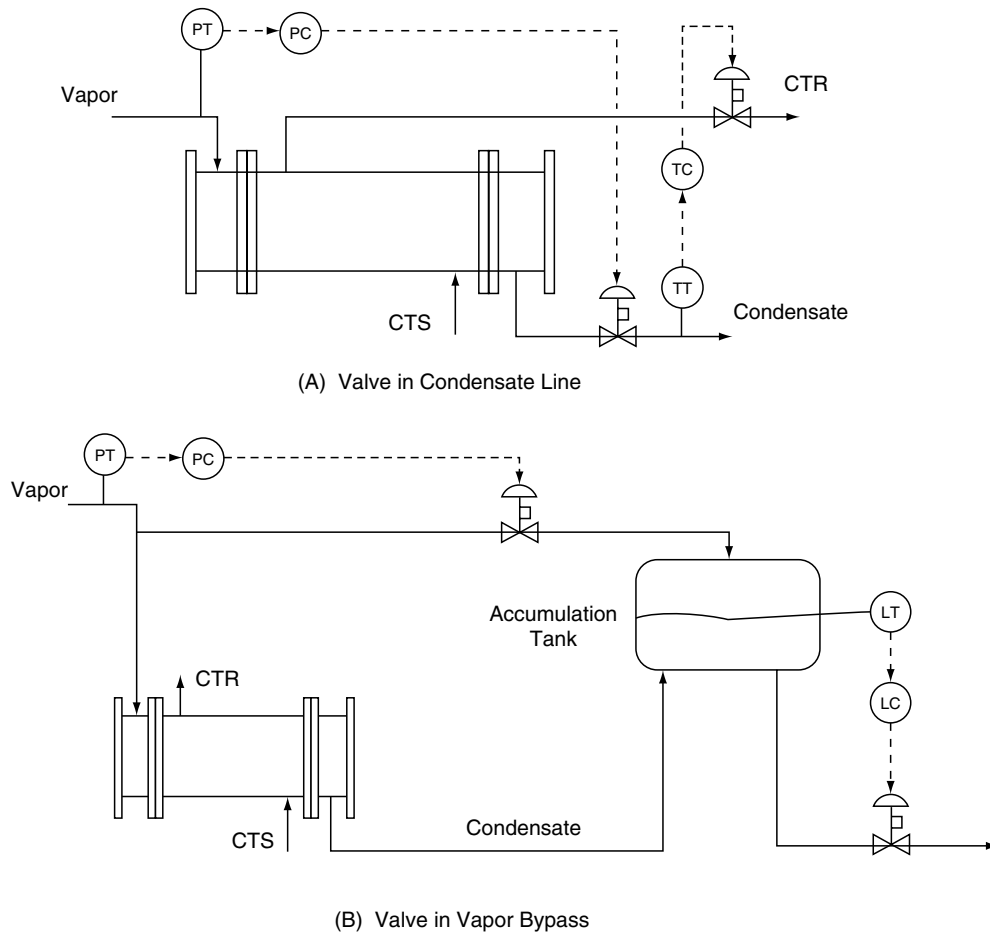 PT
PC
Vapor
CTR
TC
TT
CTS
Condensate
(A) Valve in Condensate Line
PT
PC
Vapor
Accumulation
Tank
LT
CTR
LC
CTS
Condensate
(B) Valve in Vapor Bypass